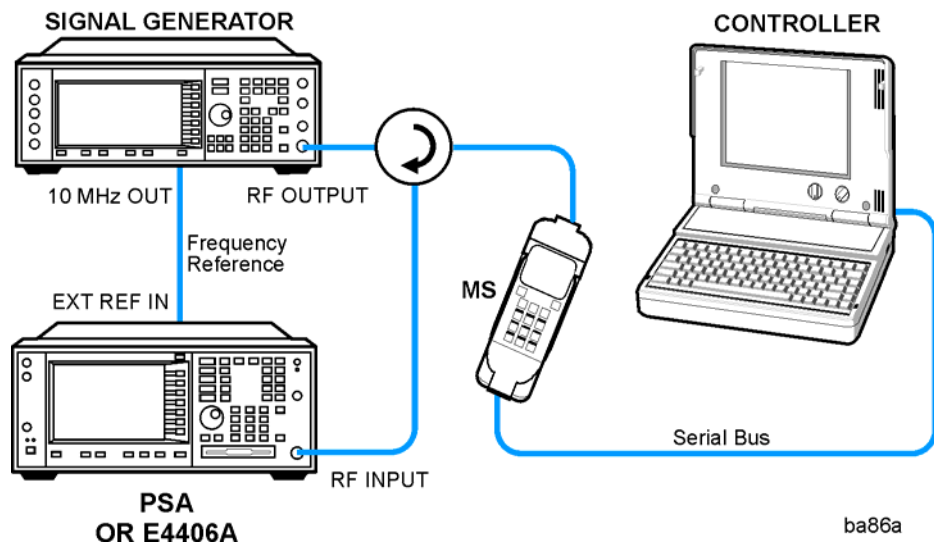 SIGNAL GENERATOR
CONTROLLER
10 MHz OUT
RF OUTPUT
Frequency
Reference
MS
EXT REF IN
Serial Bus
RF INPUT
PSA
OR E4406A
ba86a